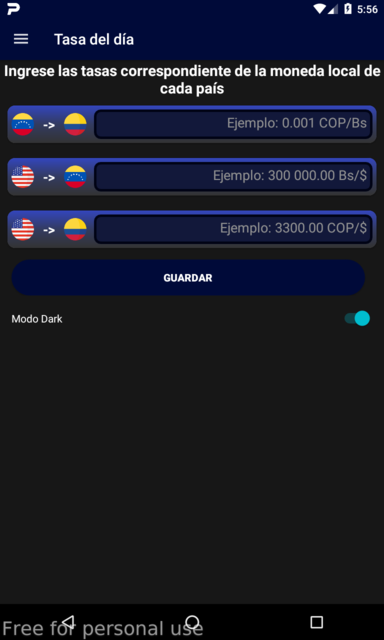 5:56
Tasa del día
Ingrese las tasas correspondiente de la moneda local de
cada país
-> Ejemplo: 0.001 COP/Bs
-> Ejemplo: 300 000.00 Bs/$
-> Ejemplo: 3300.00 COP/$
GUARDAR
Modo Dark
Free for personal use